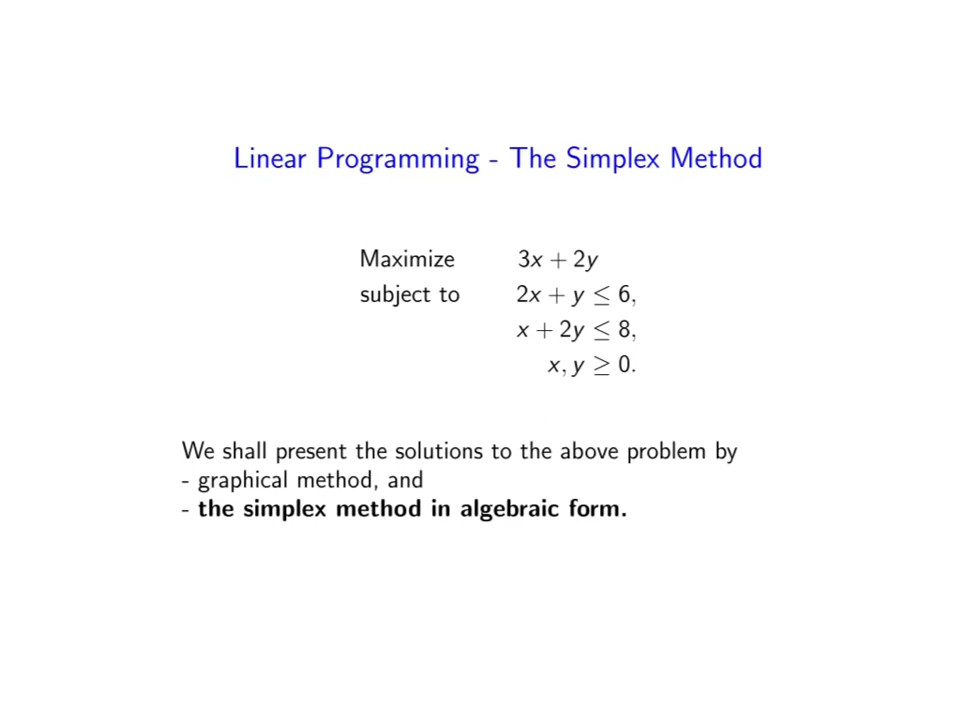 Linear Programming - The Simplex Method
Maximize 3x + 2y
subject to 2x + y ≤ 6,
x + 2y ≤ 8,
x, y ≥ 0.
We shall present the solutions to the above problem by
- graphical method, and
- the simplex method in algebraic form.